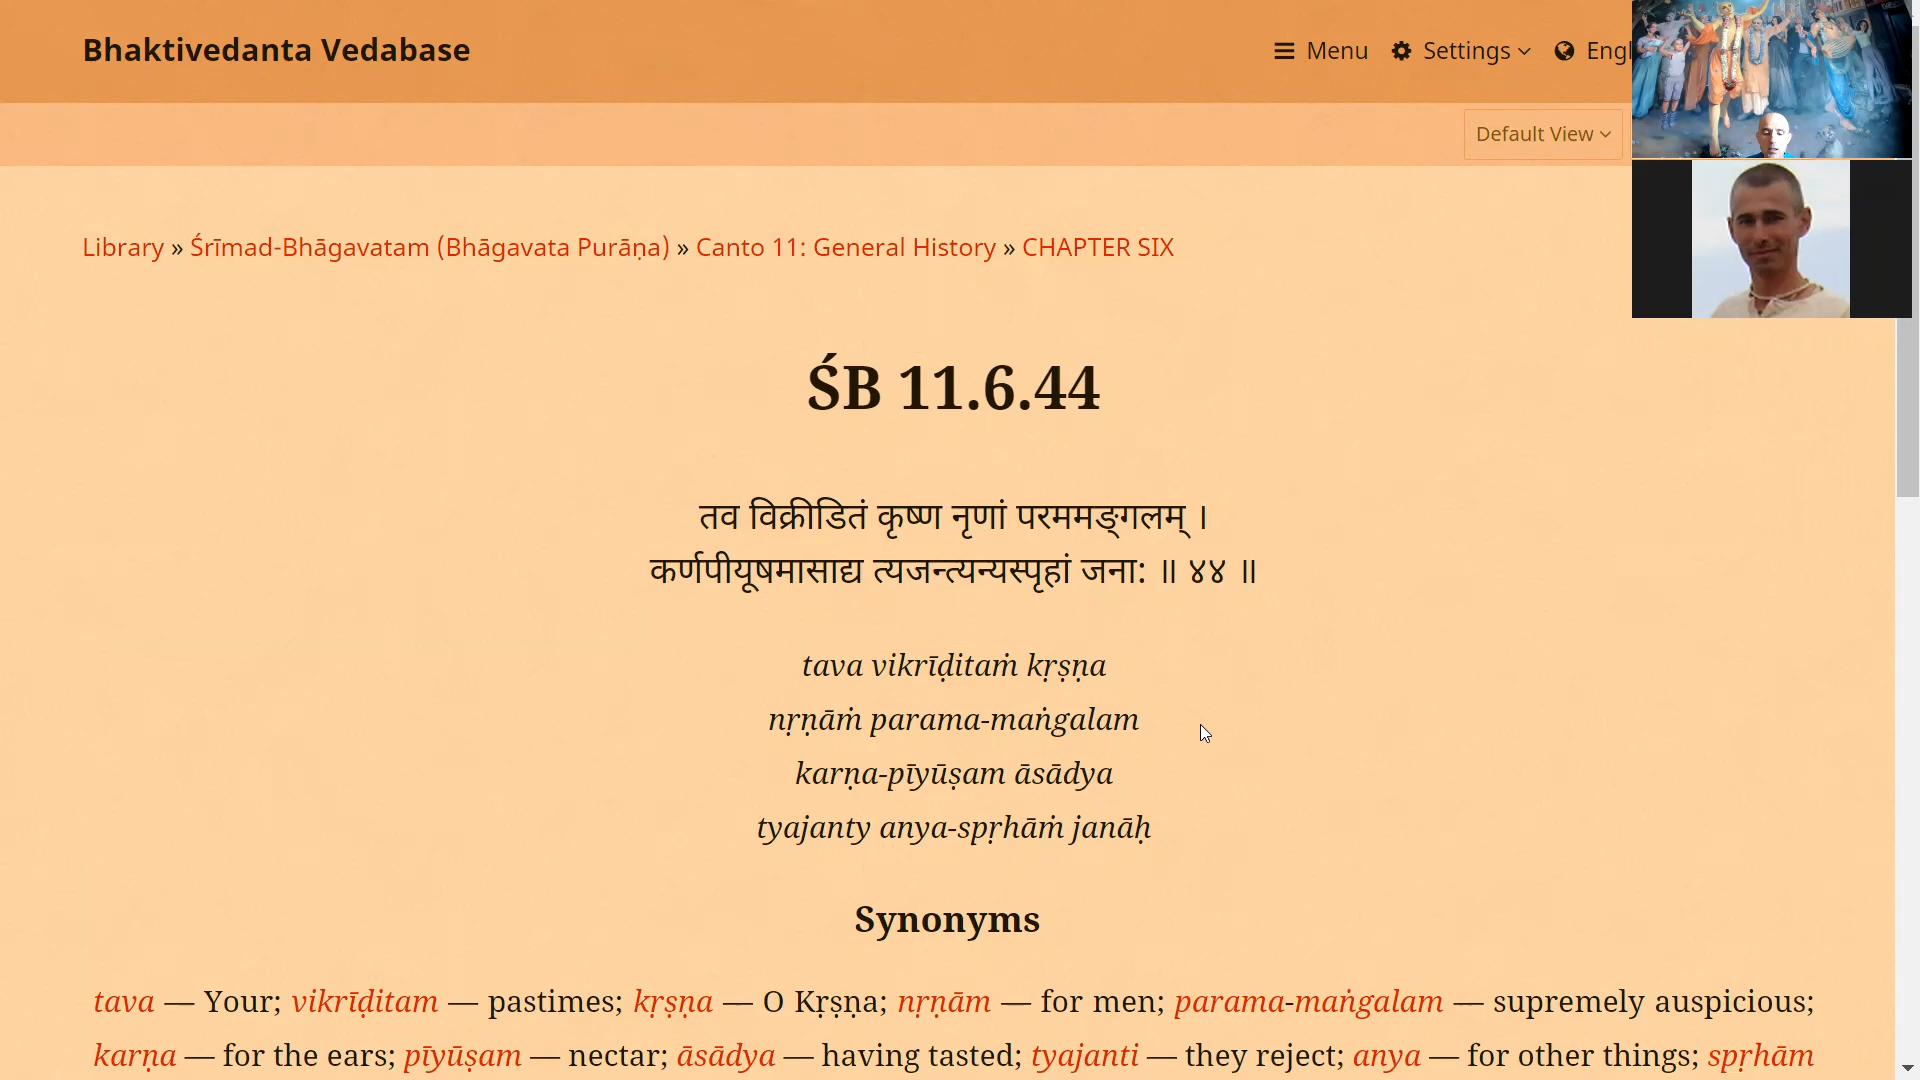 Bhaktivedanta Vedabase
Menu Settings Engl
Default View
Library » Śrīmad-Bhāgavatam (Bhāgavata Purāṇa) » Canto 11: General History » CHAPTER SIX
ŚB 11.6.44
तव विक्रीडितं कृष्ण नृणां परममङ्गलम् ।
कर्णपीयूषमासाद्य त्यजन्त्यन्यस्पृहां जना: ॥ ४४ ॥
tava vikrīḍitaṁ kṛṣṇa
nṛṇāṁ parama-maṅgalam
karṇa-pīyūṣam āsādya
tyajanty anya-spṛhāṁ janāḥ
Synonyms
tava — Your; vikrīḍitam — pastimes; kṛṣṇa — O Kṛṣṇa; nṛṇām — for men; parama-maṅgalam — supremely auspicious;
karṇa — for the ears; pīyūṣam — nectar; āsādya — having tasted; tyajanti — they reject; anya — for other things; spṛhām